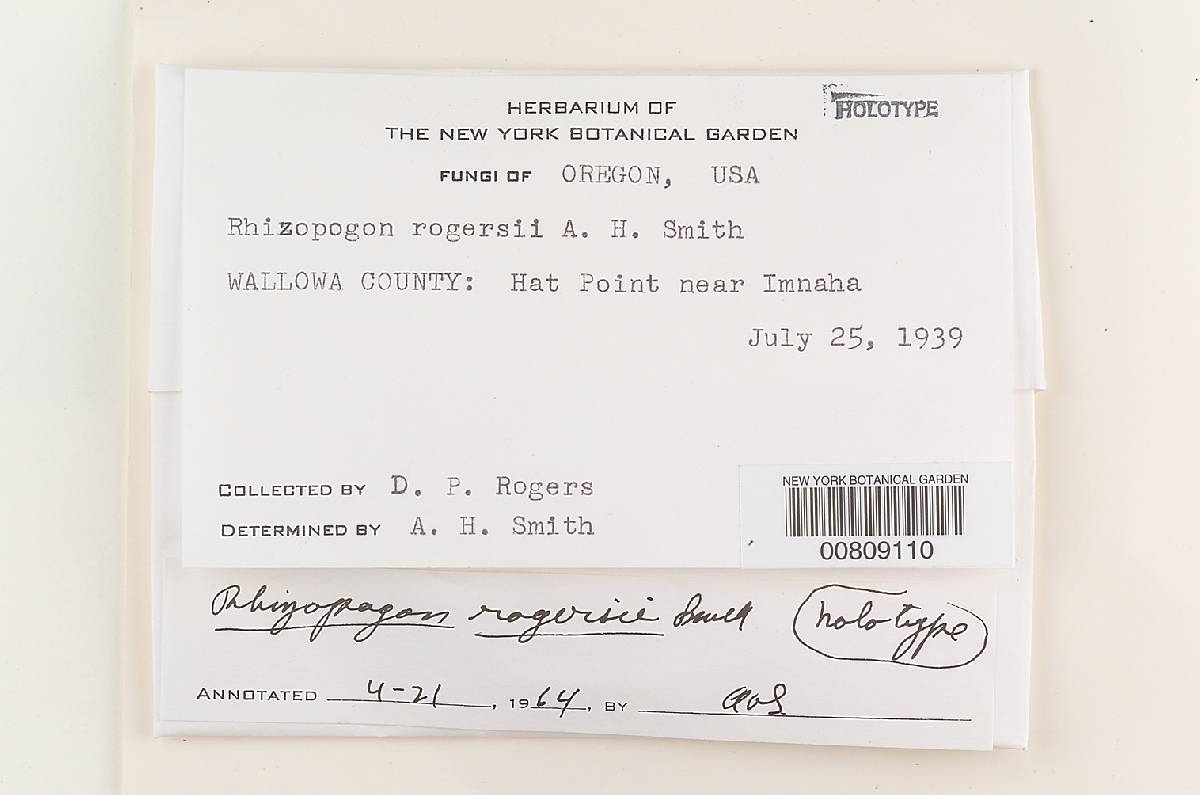 HOLOTYPE
HERBARIUM OF
THE NEW YORK BOTANICAL GARDEN
FUNGI OF OREGON, USA
Rhizopogon rogersii A. H. Smith
WALLOWA COUNTY: Hat Point near Imnaha
July 25, 1939
COLLECTED BY D. P. Rogers
DETERMINED BY A. H. Smith
NEW YORK BOTANICAL GARDEN
00809110
Rhizopogon rogersii Smith holotype
ANNOTATED 4-21, 1964, BY AHS